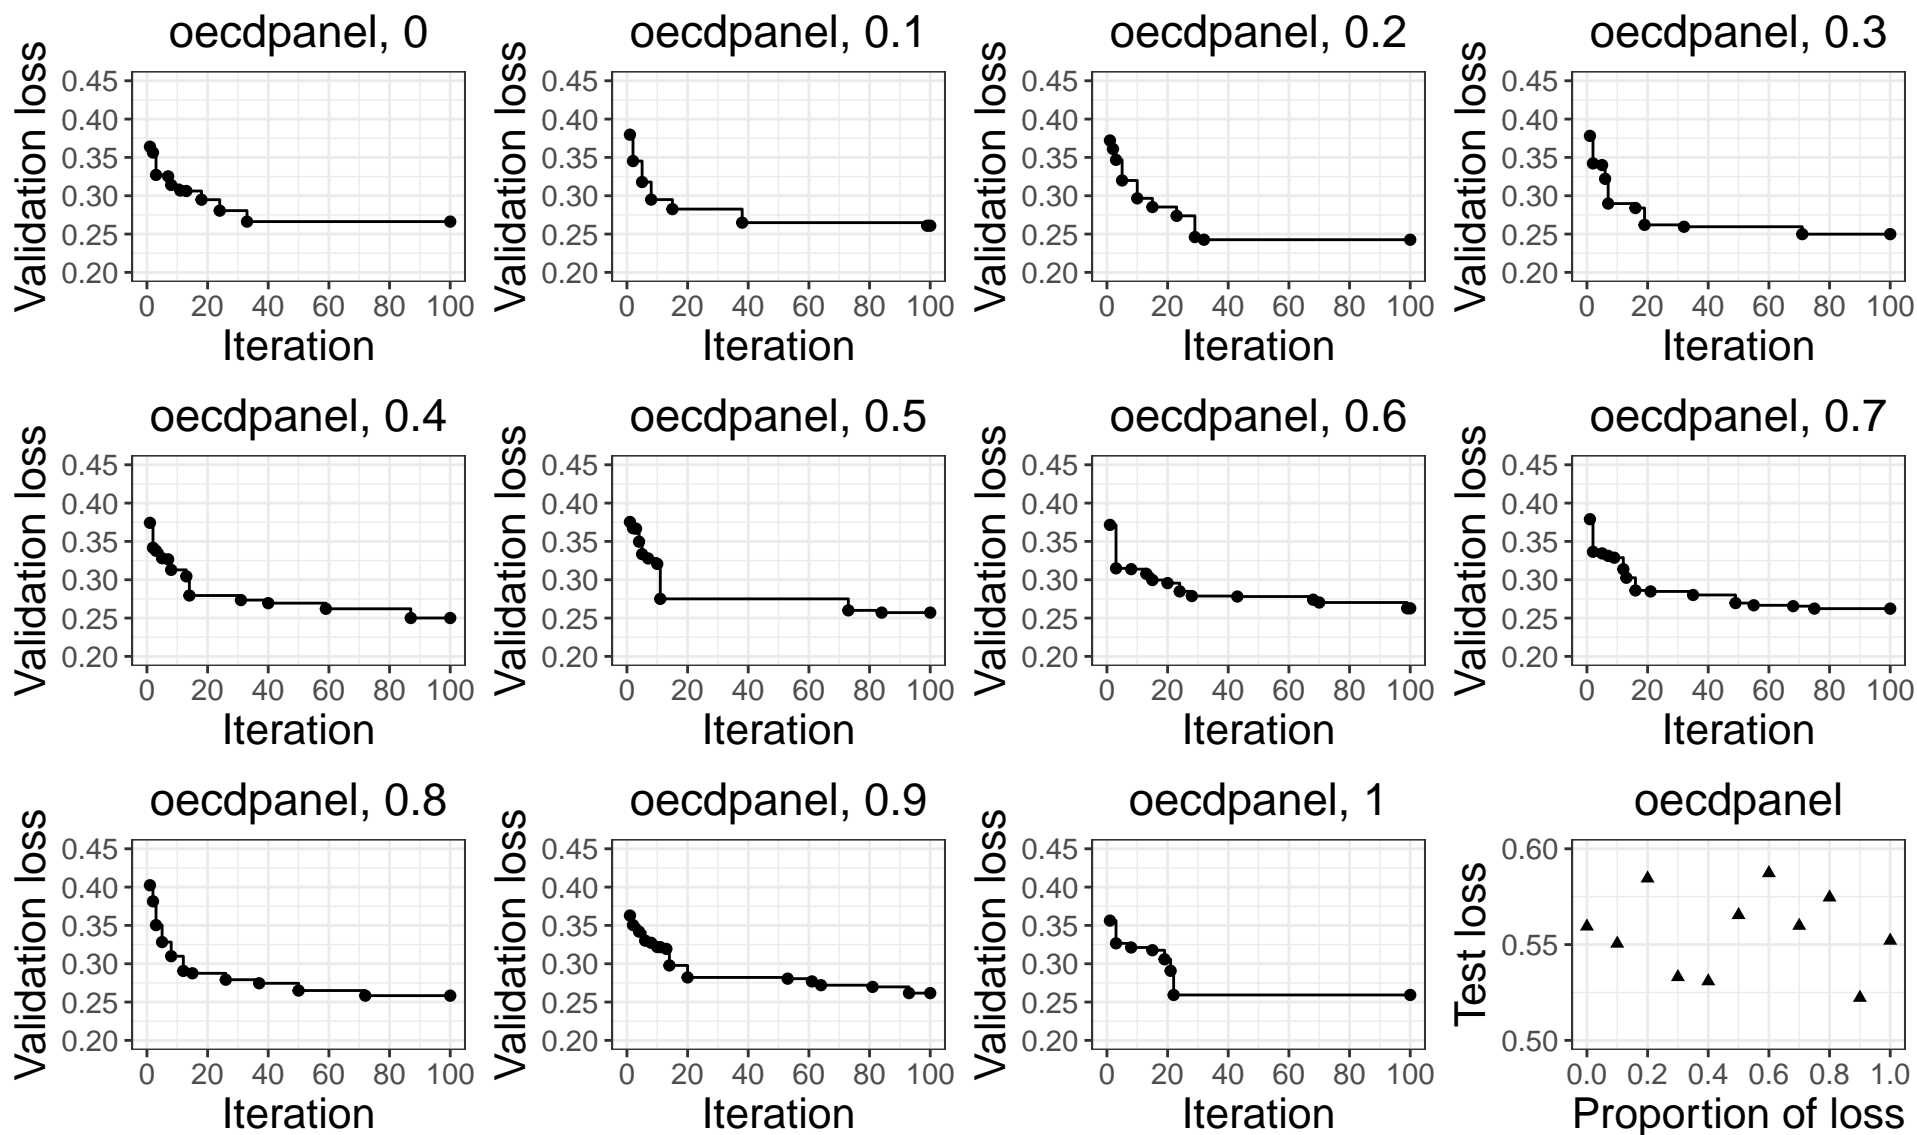 oecdpanel, 0
Validation loss
0.45
0.40
0.35
0.30
0.25
0.20
0 20 40 60 80 100
Iteration
oecdpanel, 0.1
Validation loss
0.45
0.40
0.35
0.30
0.25
0.20
0 20 40 60 80 100
Iteration
oecdpanel, 0.2
Validation loss
0.45
0.40
0.35
0.30
0.25
0.20
0 20 40 60 80 100
Iteration
oecdpanel, 0.3
Validation loss
0.45
0.40
0.35
0.30
0.25
0.20
0 20 40 60 80 100
Iteration
oecdpanel, 0.4
Validation loss
0.45
0.40
0.35
0.30
0.25
0.20
0 20 40 60 80 100
Iteration
oecdpanel, 0.5
Validation loss
0.45
0.40
0.35
0.30
0.25
0.20
0 20 40 60 80 100
Iteration
oecdpanel, 0.6
Validation loss
0.45
0.40
0.35
0.30
0.25
0.20
0 20 40 60 80 100
Iteration
oecdpanel, 0.7
Validation loss
0.45
0.40
0.35
0.30
0.25
0.20
0 20 40 60 80 100
Iteration
oecdpanel, 0.8
Validation loss
0.45
0.40
0.35
0.30
0.25
0.20
0 20 40 60 80 100
Iteration
oecdpanel, 0.9
Validation loss
0.45
0.40
0.35
0.30
0.25
0.20
0 20 40 60 80 100
Iteration
oecdpanel, 1
Validation loss
0.45
0.40
0.35
0.30
0.25
0.20
0 20 40 60 80 100
Iteration
oecdpanel
Test loss
0.60
0.55
0.50
0.0 0.2 0.4 0.6 0.8 1.0
Proportion of loss